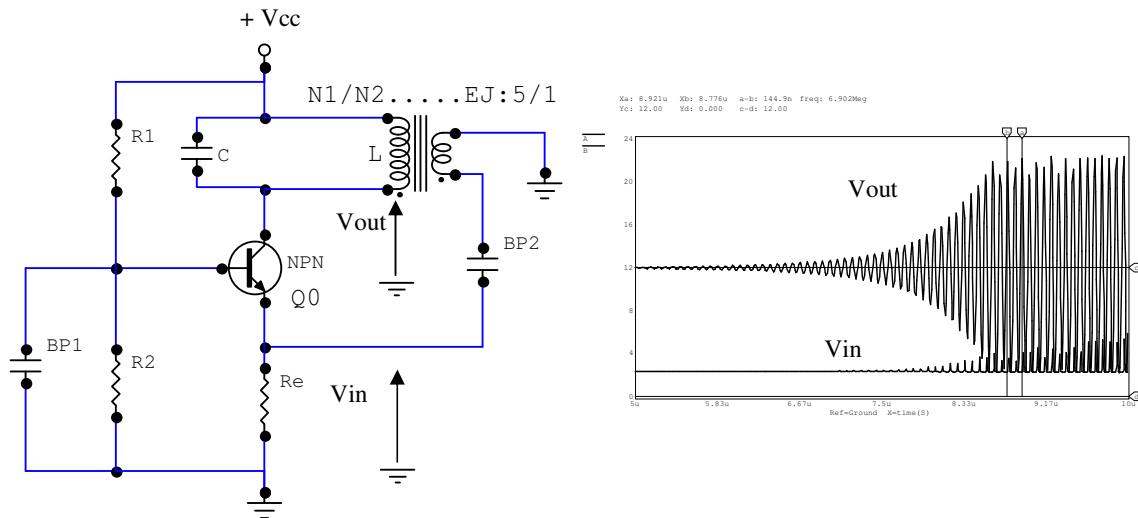 + Vcc
N1/N2.....EJ:5/1
R1
C
L
Vout
NPN
Q0
BP2
BP1
R2
Re
Vin
Xa: 8.921u Xb: 8.776u a-b: 144.9n freq: 6.902Meg
Yc: 12.00 Yd: 0.000 c-d: 12.00
A
B
24
20
16
12
8
4
0
Vout
Vin
5u 5.83u 6.67u 7.5u 8.33u 9.17u 10u
Ref=Ground X=time(S)